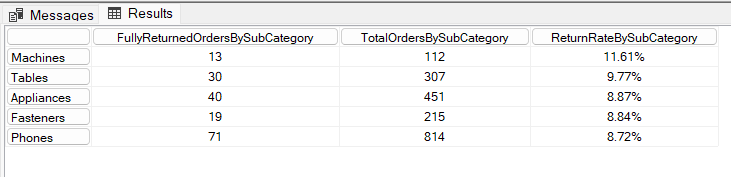 Messages Results
FullyReturnedOrdersBySubCategory TotalOrdersBySubCategory ReturnRateBySubCategory
Machines 13 112 11.61%
Tables 30 307 9.77%
Appliances 40 451 8.87%
Fasteners 19 215 8.84%
Phones 71 814 8.72%